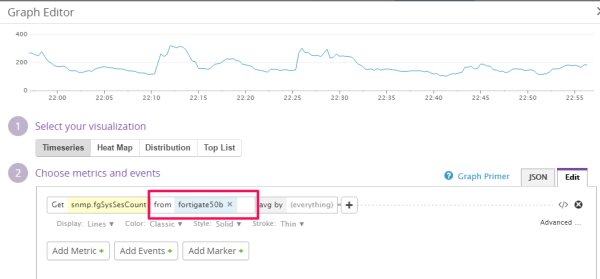 Graph Editor
400
200
0
22:00 22:05 22:10 22:15 22:20 22:25 22:30 22:35 22:40 22:45 22:50 22:55
1 Select your visualization
Timeseries Heat Map Distribution Top List
2 Choose metrics and events
? Graph Primer JSON Edit
Get snmp.fgSysSesCount from fortigate50b × avg by (everything) + </>
Display: Lines Color: Classic Style: Solid Stroke: Thin Advanced ...
Add Metric + Add Events + Add Marker +